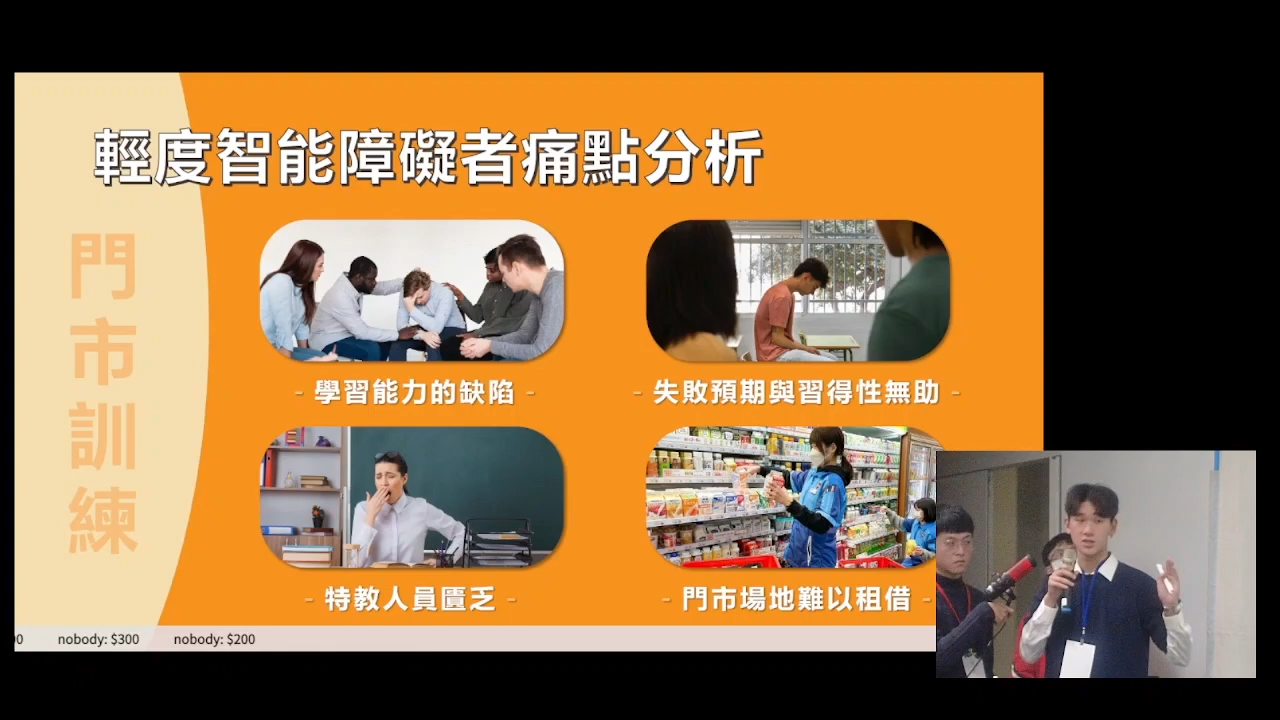 輕度智能障礙者痛點分析
門市訓練
- 學習能力的缺陷 -
- 失敗預期與習得性無助 -
- 特教人員匱乏 -
- 門市場地難以租借 -
0 nobody: $300 nobody: $200